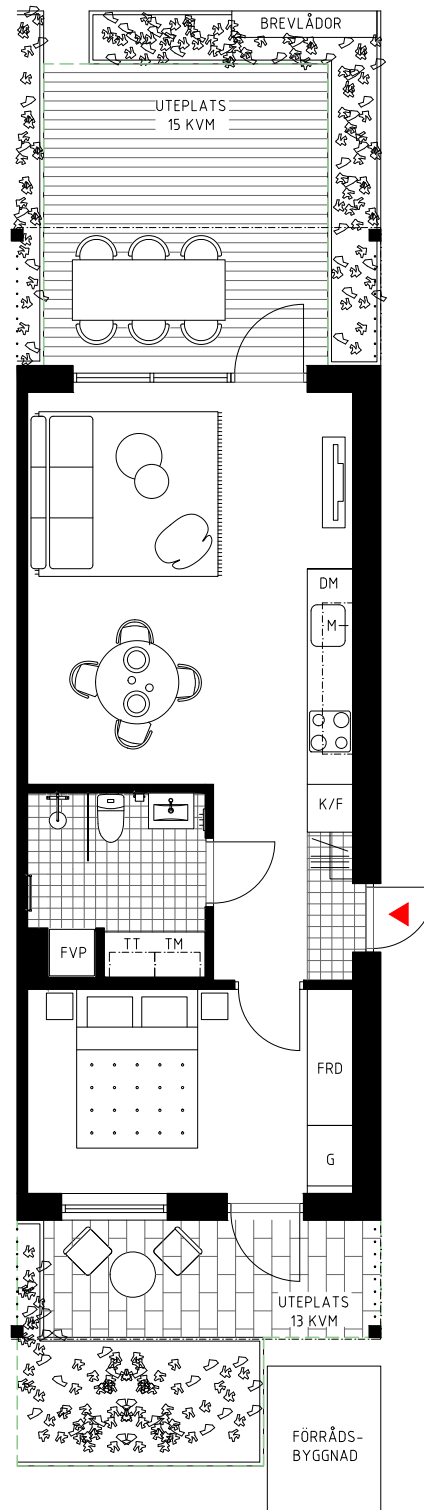 BREVLÅDOR
UTEPLATS
15 KVM
DM
M
K/F
TT
TM
FVP
FRD
G
UTEPLATS
13 KVM
FÖRRÅDS-
BYGGNAD